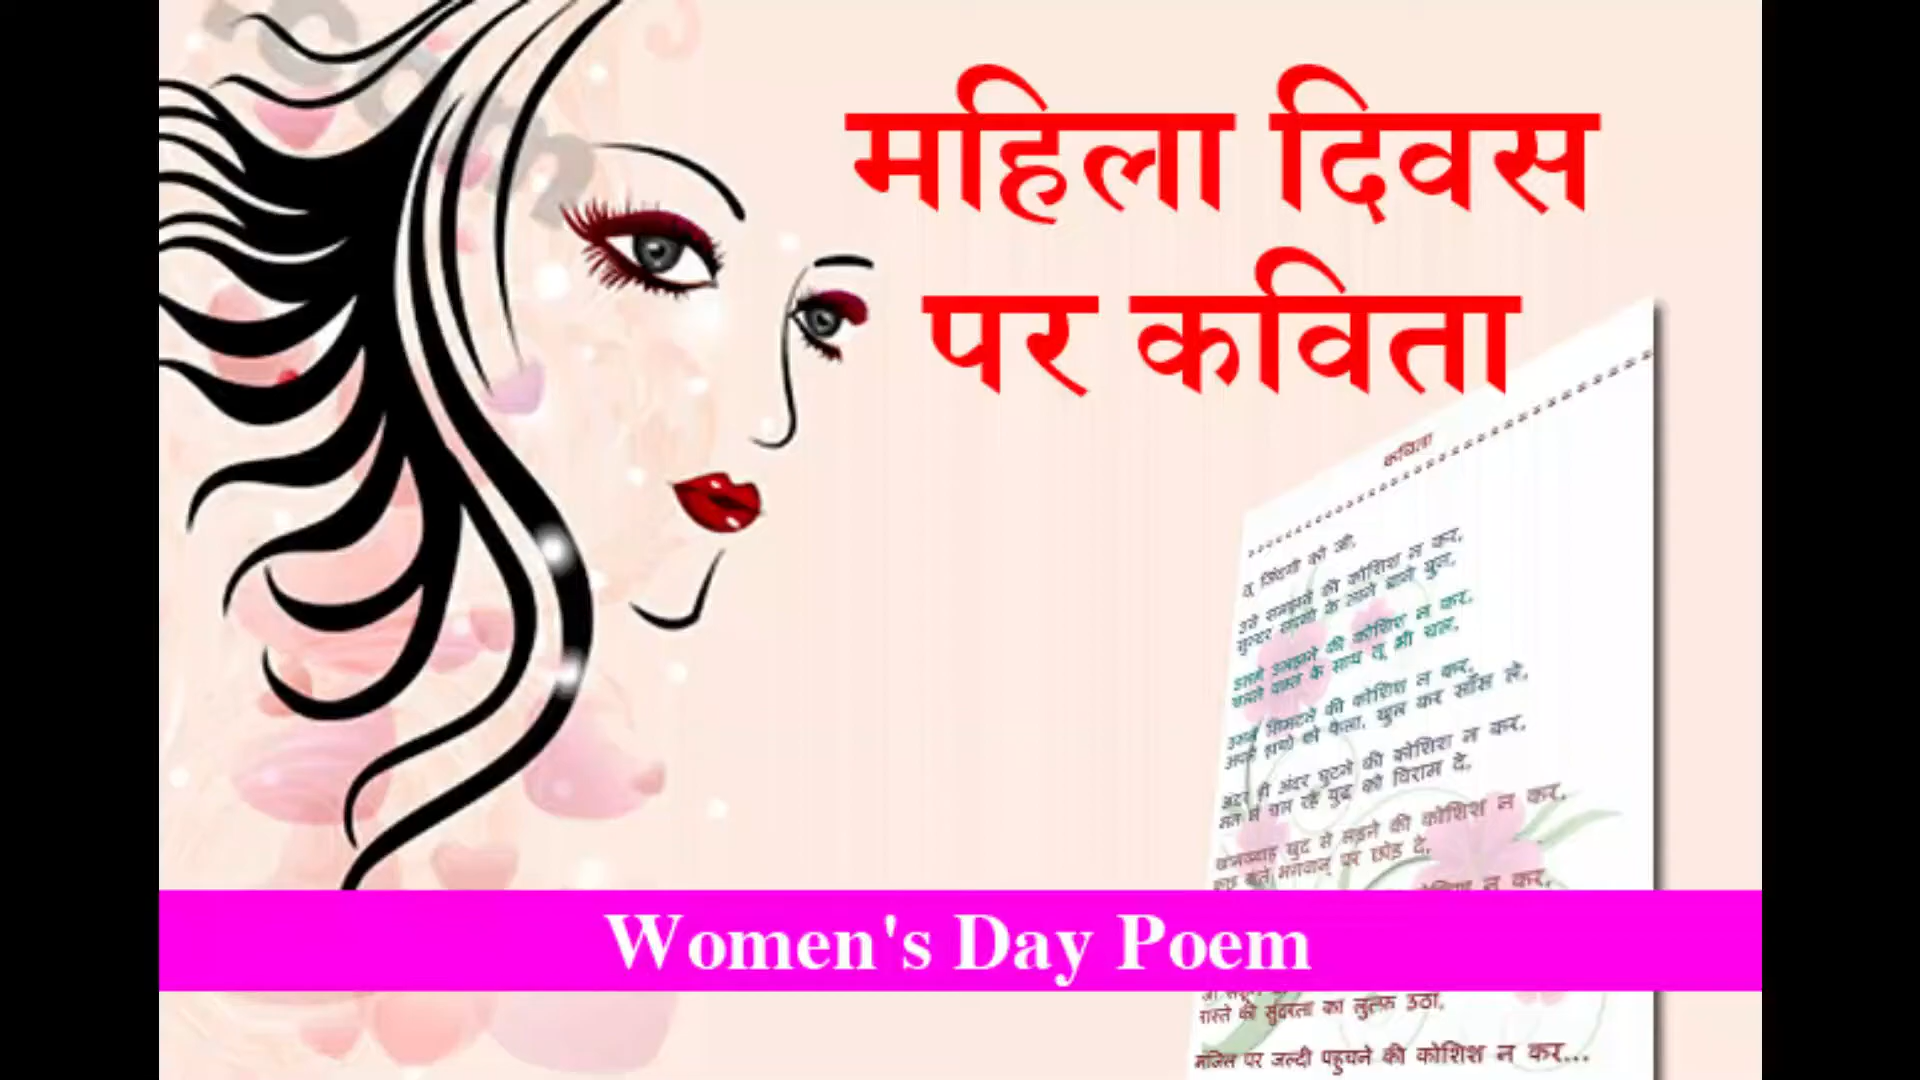 महिला दिवस
पर कविता
कविता
तू ज़िंदगी को जी,
उसे समझने की कोशिश न कर,
सुन्दर सपनो के ताने बाने बुन,
उसमे उलझने की कोशिश न कर,
चलते वक़्त के साथ तू भी चल,
उसमें सिमटने की कोशिश न कर,
अपने हाथो को फैला, खुल कर साँस ले,
अंदर ही अंदर घुटने की कोशिश न कर,
मन में चल रहे युद्ध को विराम दे,
खामख्वाह खुद से लड़ने की कोशिश न कर,
कुछ बातें भगवान् पर छोड़ दे,
कोशिश न कर,
Women's Day Poem
रास्ते की सुंदरता का लुत्फ़ उठा,
मंजिल पर जल्दी पहुचने की कोशिश न कर...